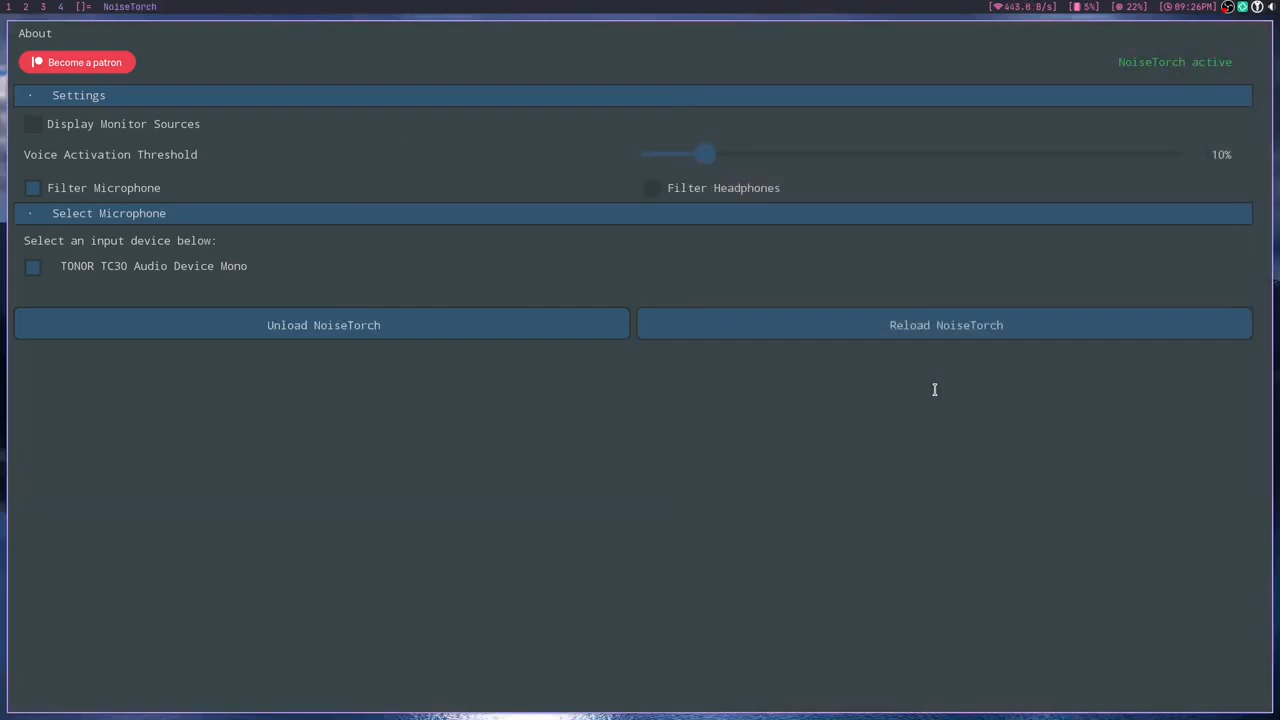 1 2 3 4 []= NoiseTorch [443.8 B/s] [5%] [22%] [09:26PM]
About
Become a patron NoiseTorch active
· Settings
Display Monitor Sources
Voice Activation Threshold 10%
Filter Microphone Filter Headphones
· Select Microphone
Select an input device below:
TONOR TC30 Audio Device Mono
Unload NoiseTorch Reload NoiseTorch